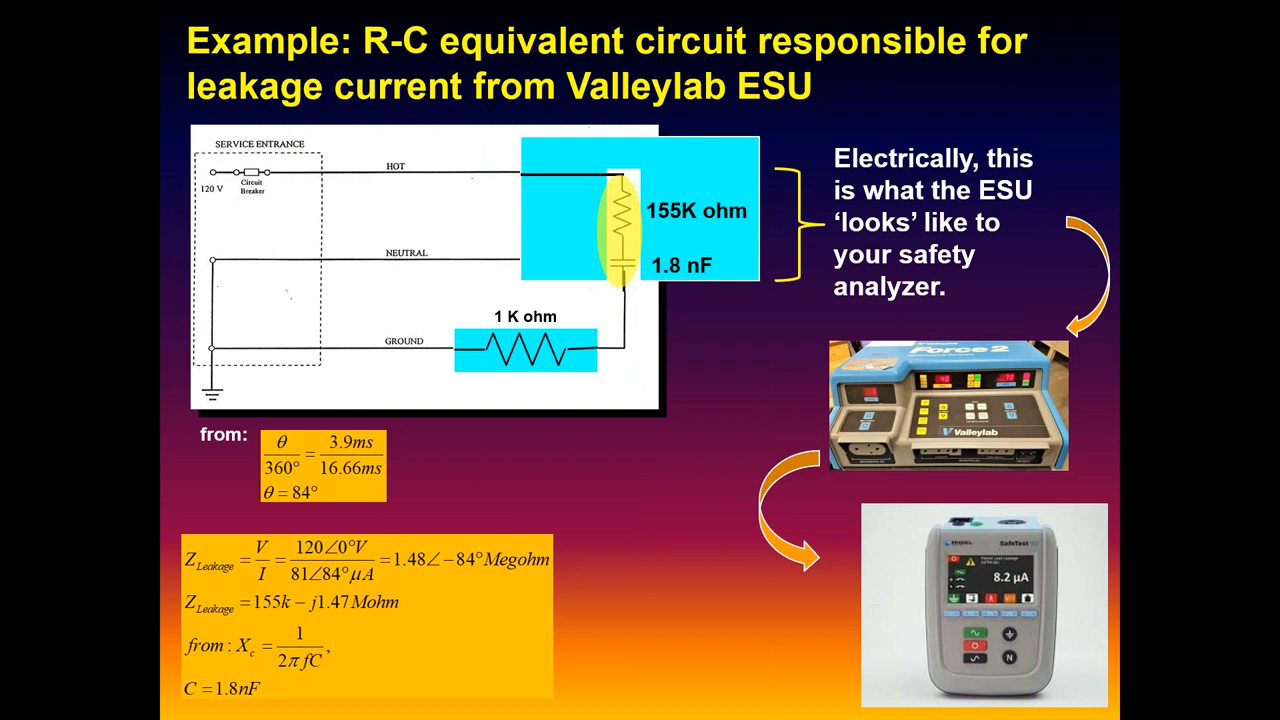 Example: R-C equivalent circuit responsible for
leakage current from Valleylab ESU
SERVICE ENTRANCE
HOT
120 V
Circuit
Breaker
155K ohm
NEUTRAL
1.8 nF
1 K ohm
GROUND
Electrically, this
is what the ESU
‘looks’ like to
your safety
analyzer.
Force 2
Valleylab
from:
θ/360° = 3.9ms/16.66ms
θ = 84°
Z_Leakage = V/I = 120∠0°V / 81∠84°μA = 1.48∠−84° Megohm
Z_Leakage = 155k − j1.47 Mohm
from: X_c = 1/(2π fC),
C = 1.8nF
RIGEL
SafeTest
8.2 μA
N